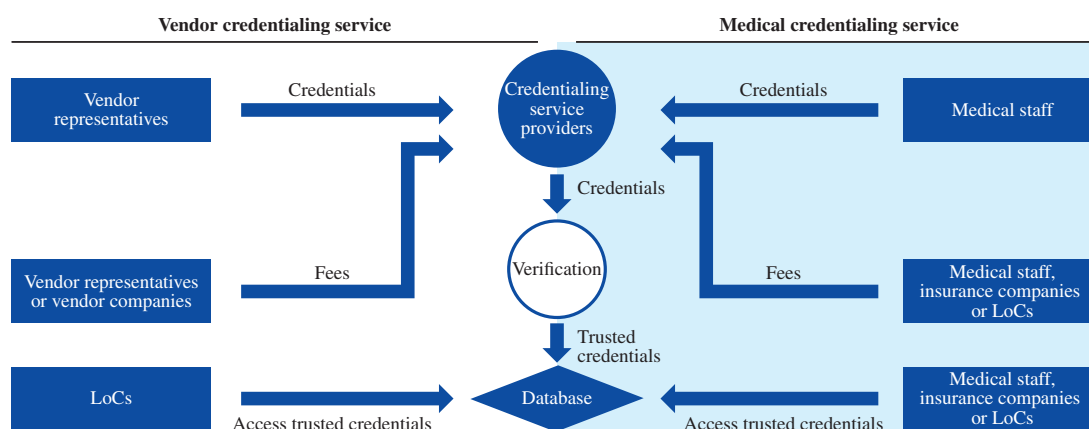 Vendor credentialing service
Medical credentialing service
Vendor
representatives
Credentials
Credentialing
service
providers
Credentials
Medical staff
Credentials
Vendor representatives
or vendor companies
Fees
Verification
Fees
Medical staff,
insurance companies
or LoCs
Trusted
credentials
LoCs
Access trusted credentials
Database
Access trusted credentials
Medical staff,
insurance companies
or LoCs